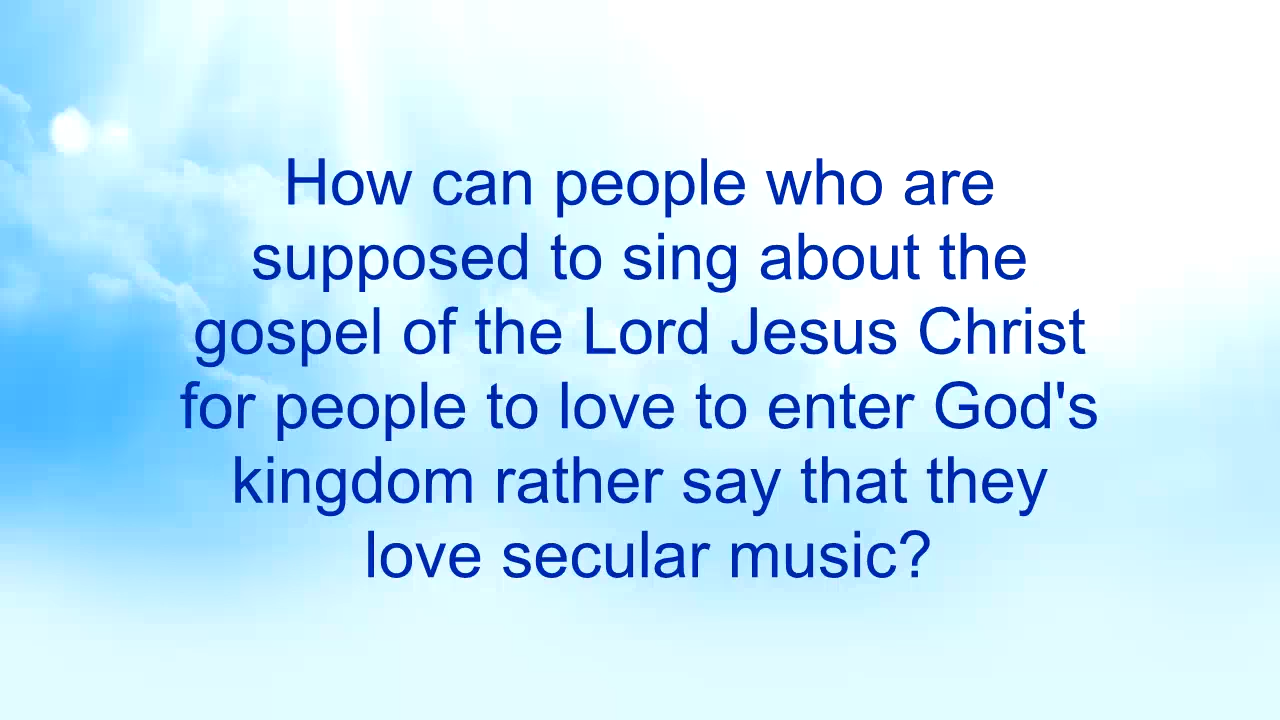 How can people who are
supposed to sing about the
gospel of the Lord Jesus Christ
for people to love to enter God's
kingdom rather say that they
love secular music?